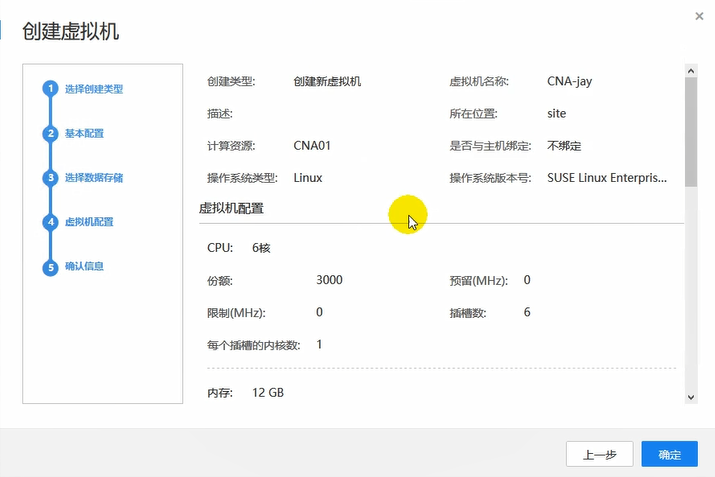 创建虚拟机
1 选择创建类型
2 基本配置
3 选择数据存储
4 虚拟机配置
5 确认信息
创建类型: 创建新虚拟机 虚拟机名称: CNA-jay
描述: 所在位置: site
计算资源: CNA01 是否与主机绑定: 不绑定
操作系统类型: Linux 操作系统版本号: SUSE Linux Enterpris...
虚拟机配置
CPU: 6核
份额: 3000 预留(MHz): 0
限制(MHz): 0 插槽数: 6
每个插槽的内核数: 1
内存: 12 GB
上一步 确定